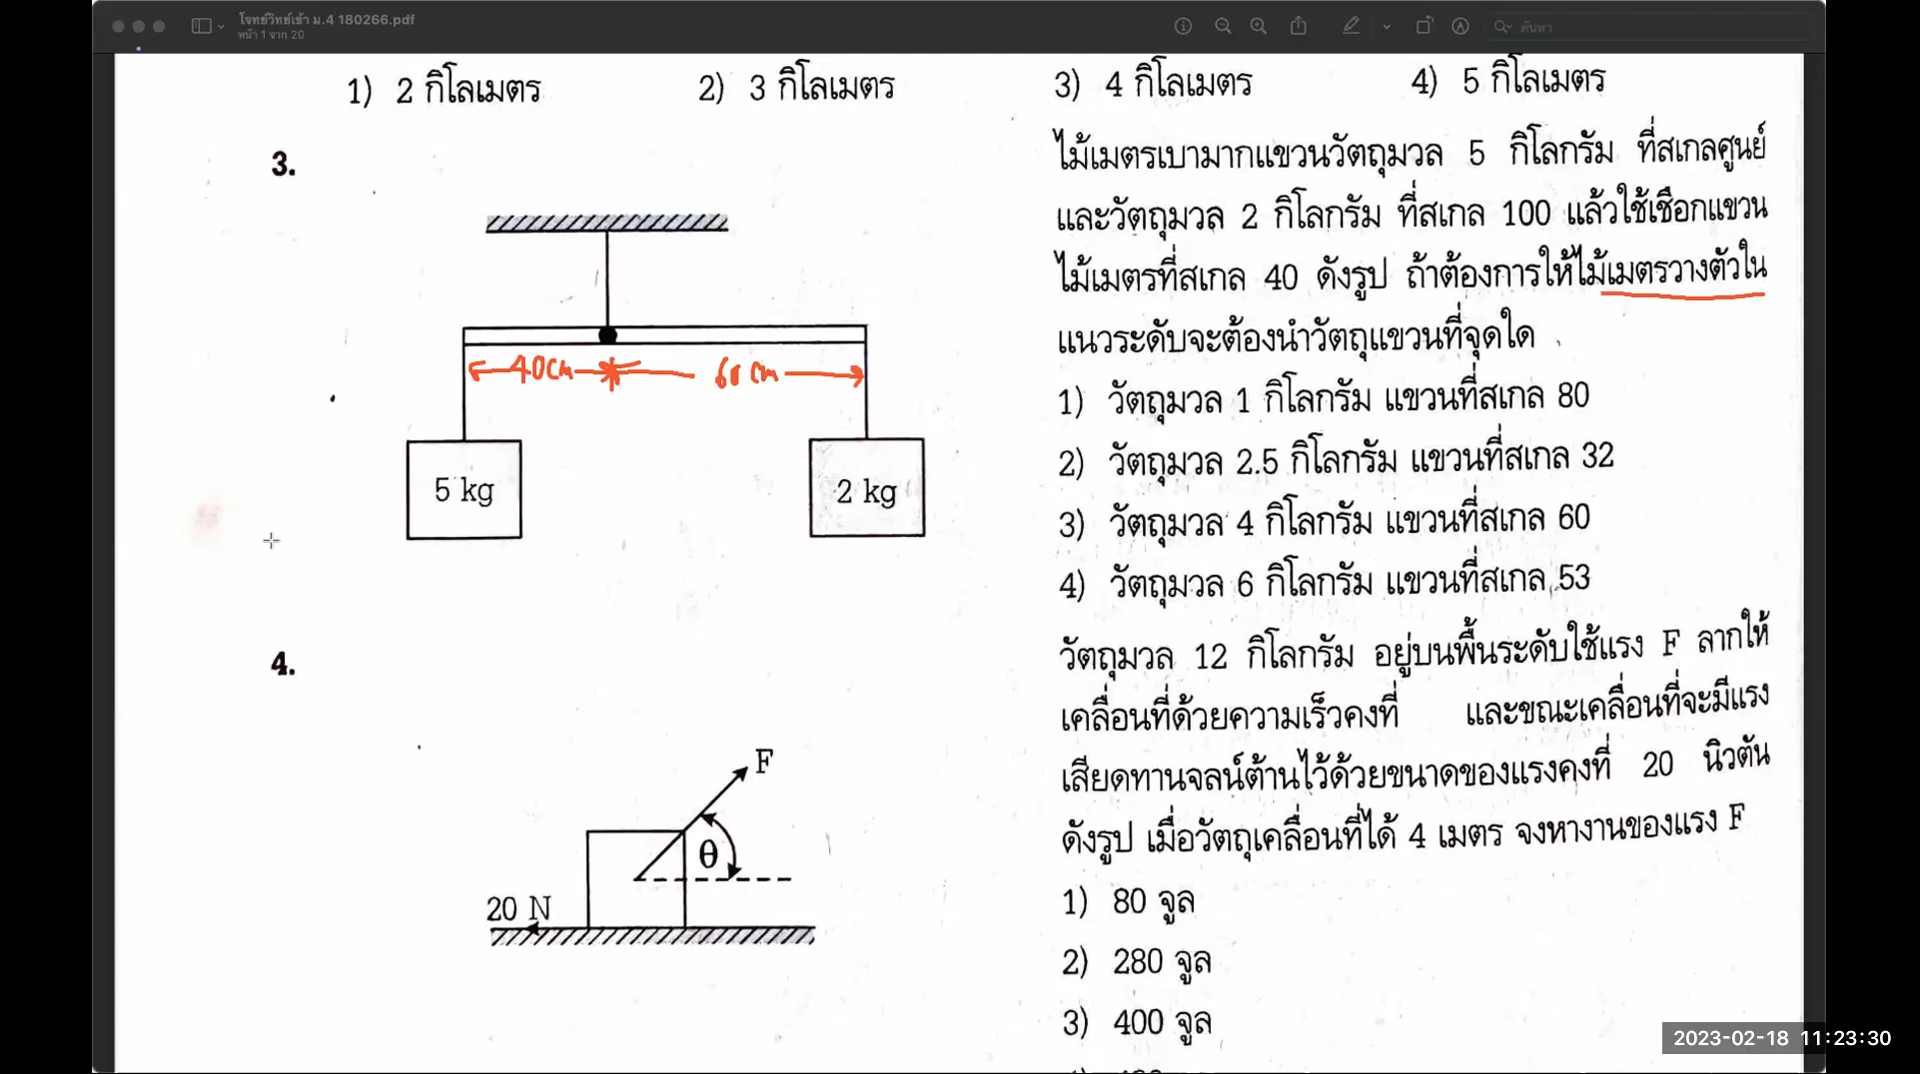 โจทย์วิทย์เข้า ม.4 180266.pdf
หน้า 1 จาก 20
ค้นหา
1) 2 กิโลเมตร
2) 3 กิโลเมตร
3) 4 กิโลเมตร
4) 5 กิโลเมตร
3.
40cm
60 cm
5 kg
2 kg
ไม้เมตรเบามากแขวนวัตถุมวล 5 กิโลกรัม ที่สเกลศูนย์
และวัตถุมวล 2 กิโลกรัม ที่สเกล 100 แล้วใช้เชือกแขวน
ไม้เมตรที่สเกล 40 ดังรูป ถ้าต้องการให้ไม้เมตรวางตัวใน
แนวระดับจะต้องนำวัตถุแขวนที่จุดใด
1) วัตถุมวล 1 กิโลกรัม แขวนที่สเกล 80
2) วัตถุมวล 2.5 กิโลกรัม แขวนที่สเกล 32
3) วัตถุมวล 4 กิโลกรัม แขวนที่สเกล 60
4) วัตถุมวล 6 กิโลกรัม แขวนที่สเกล 53
4.
F
θ
20 N
วัตถุมวล 12 กิโลกรัม อยู่บนพื้นระดับใช้แรง F ลากให้
เคลื่อนที่ด้วยความเร็วคงที่ และขณะเคลื่อนที่จะมีแรง
เสียดทานจลน์ต้านไว้ด้วยขนาดของแรงคงที่ 20 นิวตัน
ดังรูป เมื่อวัตถุเคลื่อนที่ได้ 4 เมตร จงหางานของแรง F
1) 80 จูล
2) 280 จูล
3) 400 จูล
2023-02-18 11:23:30